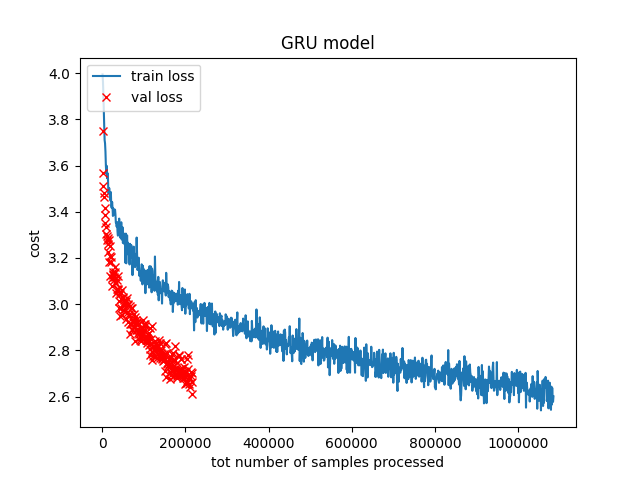 GRU model
train loss
val loss
4.0
3.8
3.6
3.4
3.2
3.0
2.8
2.6
cost
0
200000
400000
600000
800000
1000000
tot number of samples processed